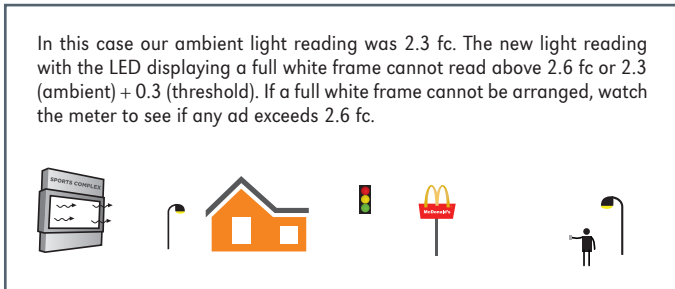 In this case our ambient light reading was 2.3 fc. The new light reading
with the LED displaying a full white frame cannot read above 2.6 fc or 2.3
(ambient) + 0.3 (threshold). If a full white frame cannot be arranged, watch
the meter to see if any ad exceeds 2.6 fc.
SPORTS COMPLEX
McDonald's